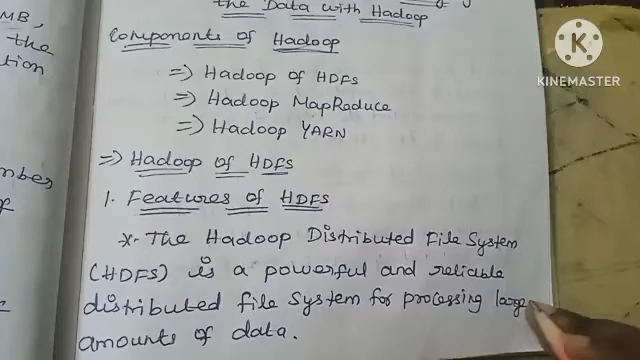 MB,
the
the Data with Hadoop
Components of Hadoop
=> Hadoop of HDFS
=> Hadoop MapReduce
=> Hadoop YARN
=> Hadoop of HDFS
1. Features of HDFS
*. The Hadoop Distributed File System
(HDFS) is a powerful and reliable
distributed file system for processing large
amounts of data.
KINEMASTER